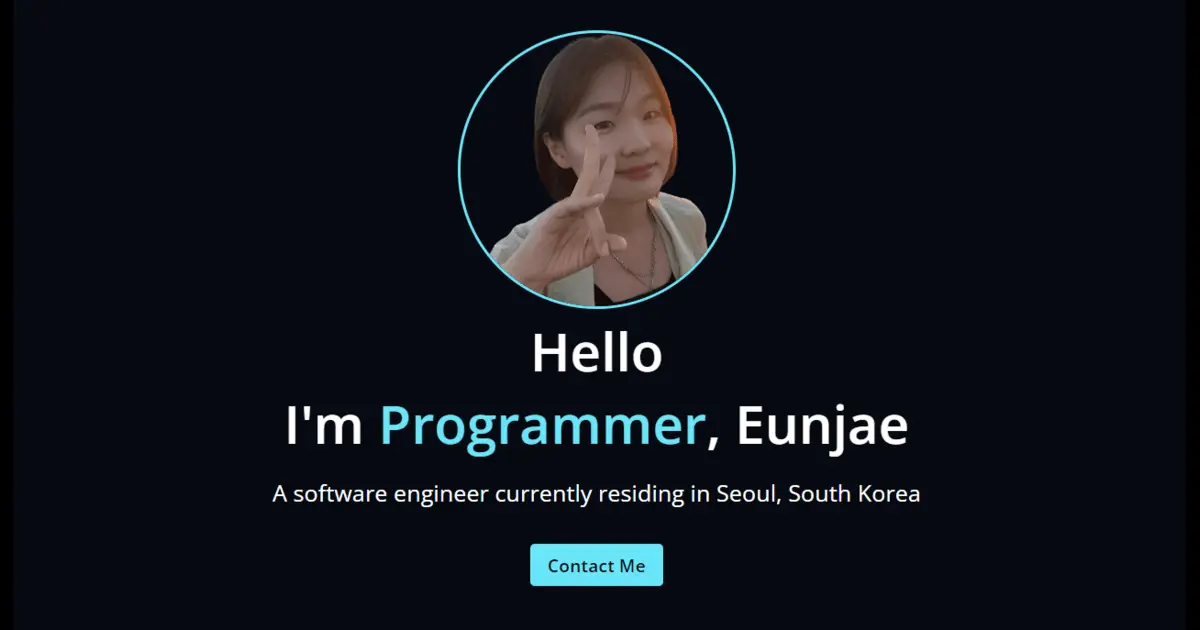 Hello
I'm Programmer, Eunjae
A software engineer currently residing in Seoul, South Korea
Contact Me